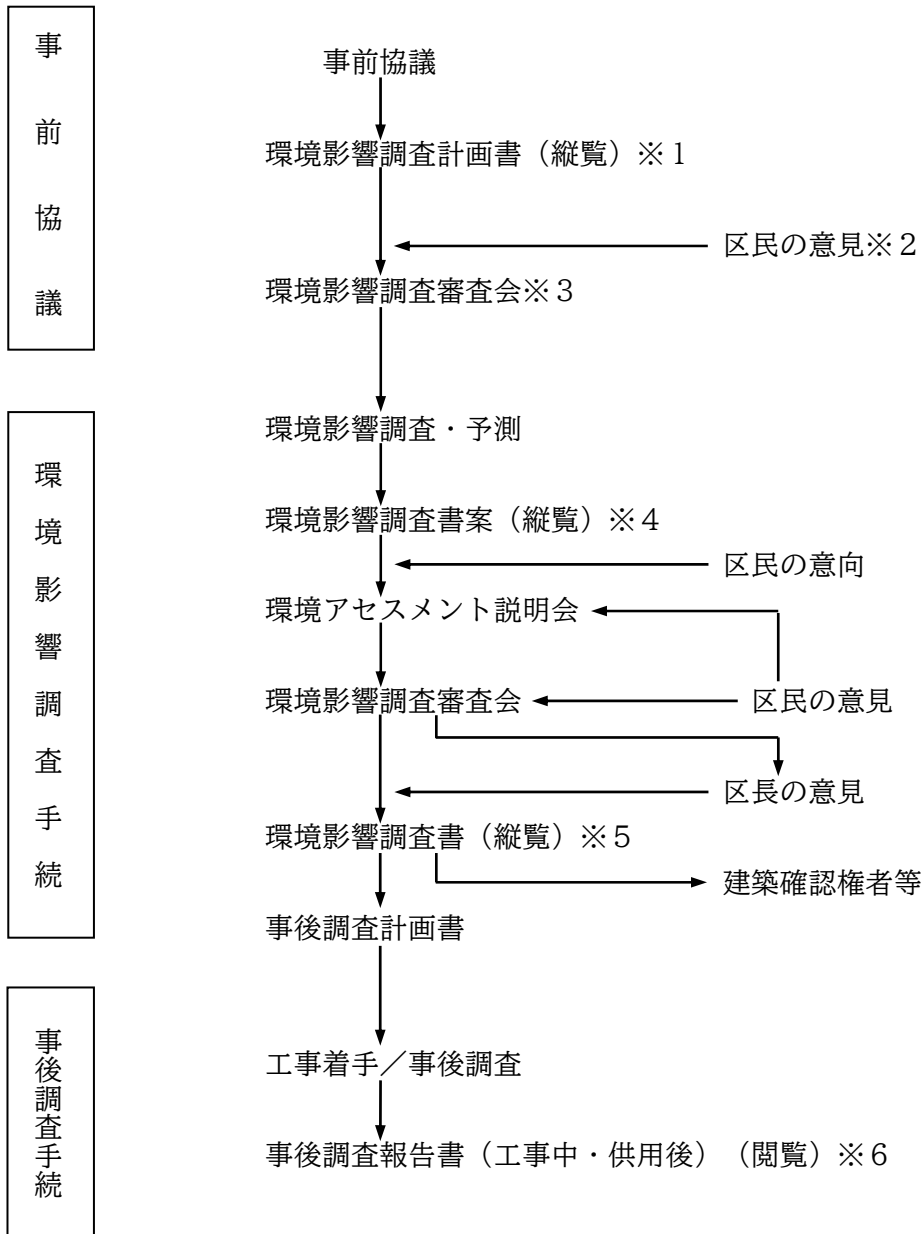 事前協議
事前協議
環境影響調査計画書（縦覧）※１
区民の意見※２
環境影響調査審査会※３
環境影響調査手続
環境影響調査・予測
環境影響調査書案（縦覧）※４
区民の意向
環境アセスメント説明会
環境影響調査審査会
区民の意見
区長の意見
環境影響調査書（縦覧）※５
建築確認権者等
事後調査計画書
事後調査手続
工事着手／事後調査
事後調査報告書（工事中・供用後）（閲覧）※６